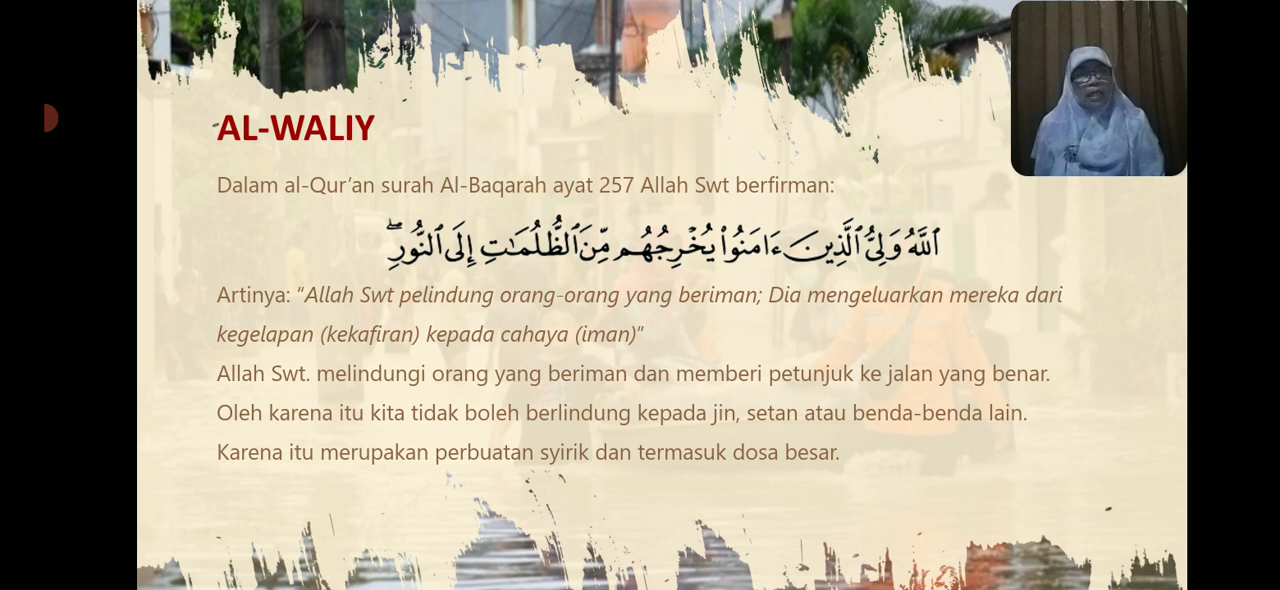 AL-WALIY
Dalam al-Qur’an surah Al-Baqarah ayat 257 Allah Swt berfirman:
ٱللَّهُ وَلِىُّ ٱلَّذِينَ ءَامَنُوا۟ يُخْرِجُهُم مِّنَ ٱلظُّلُمَـٰتِ إِلَى ٱلنُّورِ ۖ
Artinya: “Allah Swt pelindung orang-orang yang beriman; Dia mengeluarkan mereka dari
kegelapan (kekafiran) kepada cahaya (iman)”
Allah Swt. melindungi orang yang beriman dan memberi petunjuk ke jalan yang benar.
Oleh karena itu kita tidak boleh berlindung kepada jin, setan atau benda-benda lain.
Karena itu merupakan perbuatan syirik dan termasuk dosa besar.